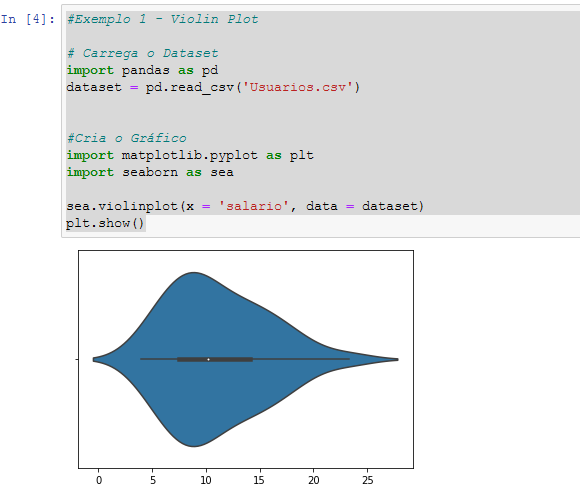 In [4]: #Exemplo 1 - Violin Plot
# Carrega o Dataset
import pandas as pd
dataset = pd.read_csv('Usuarios.csv')
#Cria o Gráfico
import matplotlib.pyplot as plt
import seaborn as sea
sea.violinplot(x = 'salario', data = dataset)
plt.show()
0 5 10 15 20 25